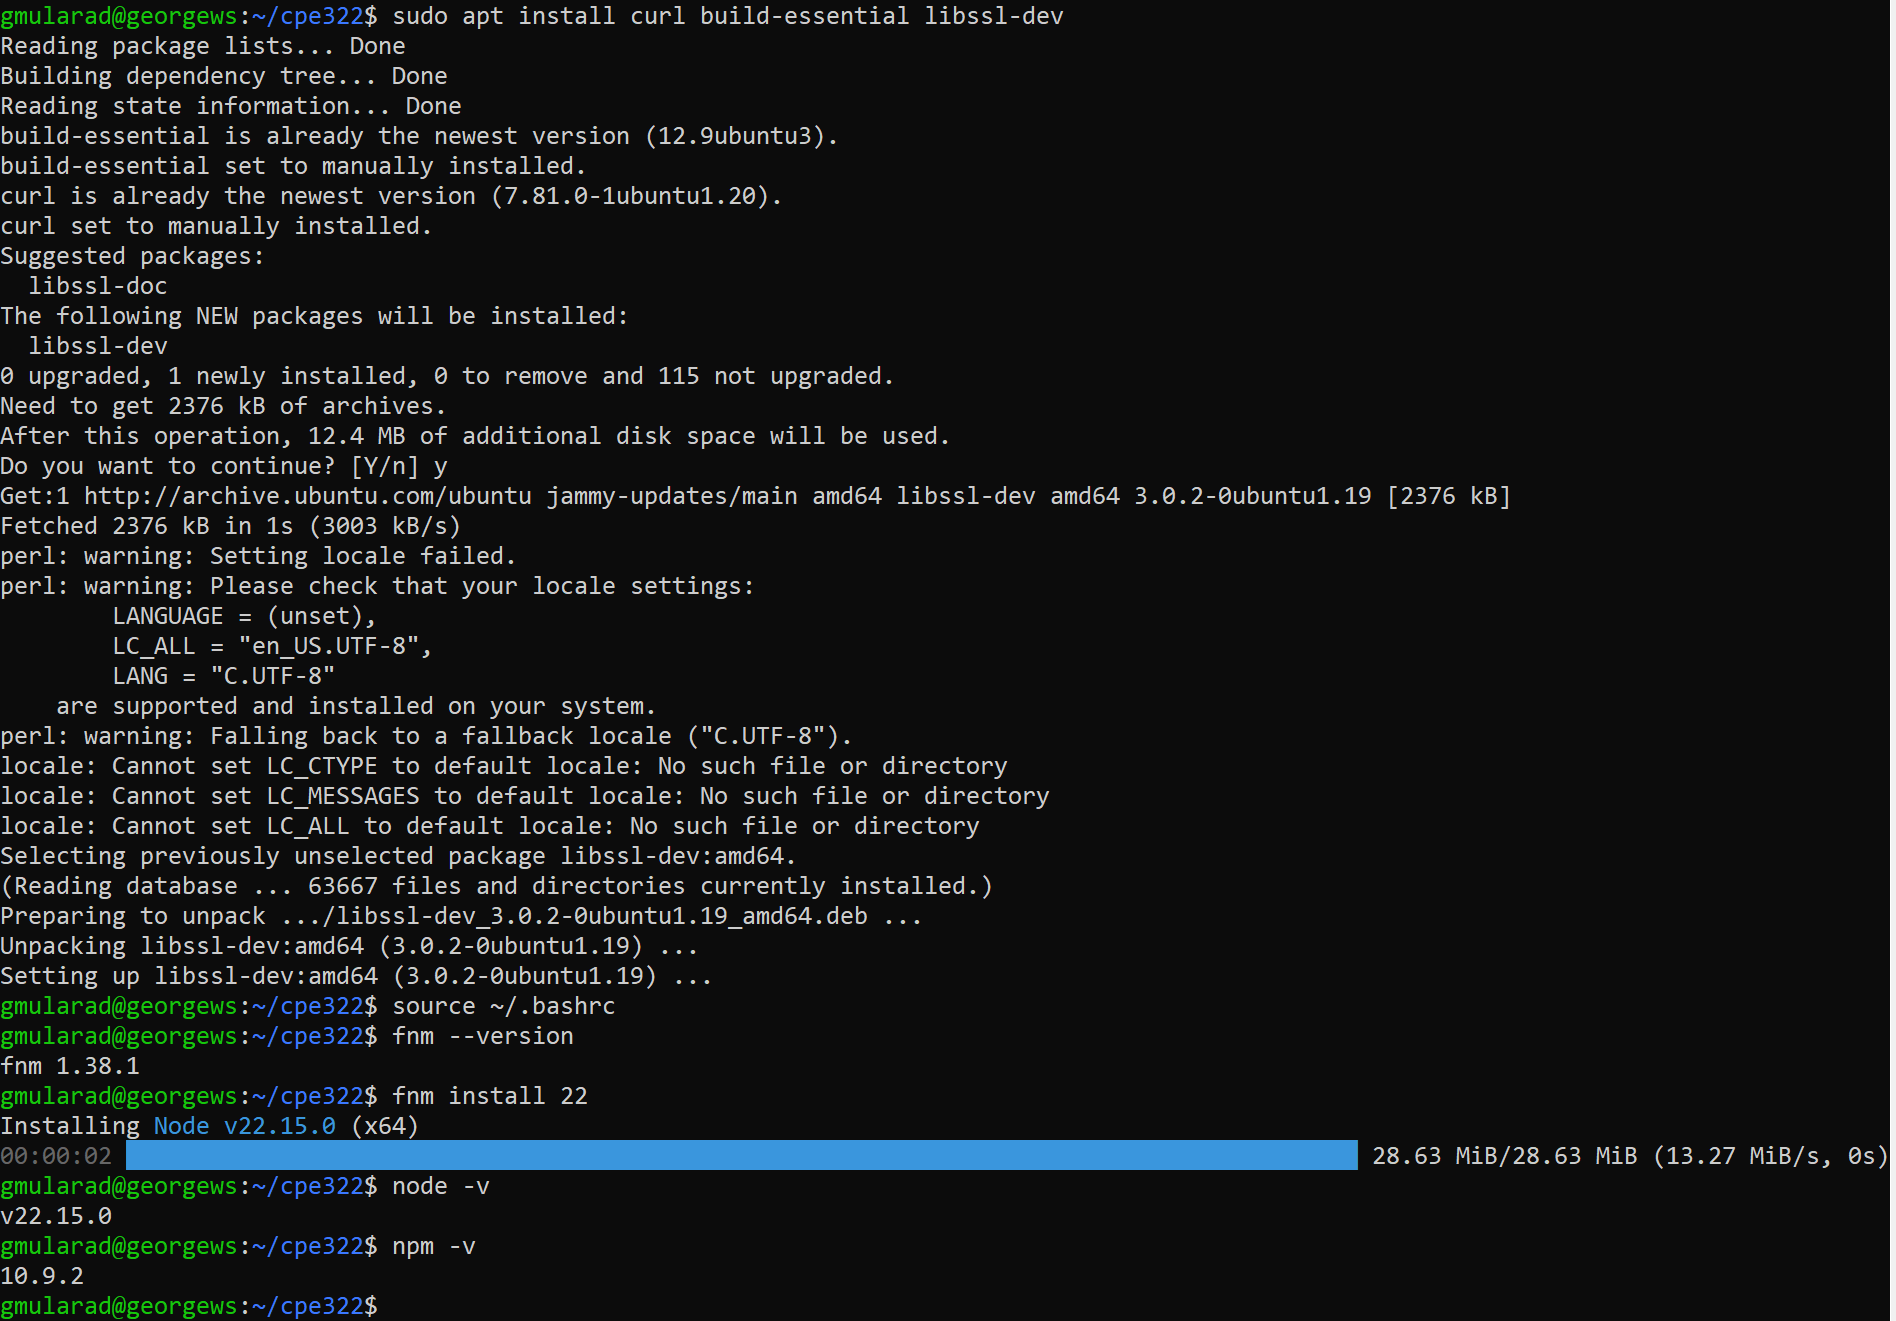 gmularad@georgews:~/cpe322$ sudo apt install curl build-essential libssl-dev
Reading package lists... Done
Building dependency tree... Done
Reading state information... Done
build-essential is already the newest version (12.9ubuntu3).
build-essential set to manually installed.
curl is already the newest version (7.81.0-1ubuntu1.20).
curl set to manually installed.
Suggested packages:
  libssl-doc
The following NEW packages will be installed:
  libssl-dev
0 upgraded, 1 newly installed, 0 to remove and 115 not upgraded.
Need to get 2376 kB of archives.
After this operation, 12.4 MB of additional disk space will be used.
Do you want to continue? [Y/n] y
Get:1 http://archive.ubuntu.com/ubuntu jammy-updates/main amd64 libssl-dev amd64 3.0.2-0ubuntu1.19 [2376 kB]
Fetched 2376 kB in 1s (3003 kB/s)
perl: warning: Setting locale failed.
perl: warning: Please check that your locale settings:
        LANGUAGE = (unset),
        LC_ALL = "en_US.UTF-8",
        LANG = "C.UTF-8"
    are supported and installed on your system.
perl: warning: Falling back to a fallback locale ("C.UTF-8").
locale: Cannot set LC_CTYPE to default locale: No such file or directory
locale: Cannot set LC_MESSAGES to default locale: No such file or directory
locale: Cannot set LC_ALL to default locale: No such file or directory
Selecting previously unselected package libssl-dev:amd64.
(Reading database ... 63667 files and directories currently installed.)
Preparing to unpack .../libssl-dev_3.0.2-0ubuntu1.19_amd64.deb ...
Unpacking libssl-dev:amd64 (3.0.2-0ubuntu1.19) ...
Setting up libssl-dev:amd64 (3.0.2-0ubuntu1.19) ...
gmularad@georgews:~/cpe322$ source ~/.bashrc
gmularad@georgews:~/cpe322$ fnm --version
fnm 1.38.1
gmularad@georgews:~/cpe322$ fnm install 22
Installing Node v22.15.0 (x64)
00:00:02 28.63 MiB/28.63 MiB (13.27 MiB/s, 0s)
gmularad@georgews:~/cpe322$ node -v
v22.15.0
gmularad@georgews:~/cpe322$ npm -v
10.9.2
gmularad@georgews:~/cpe322$